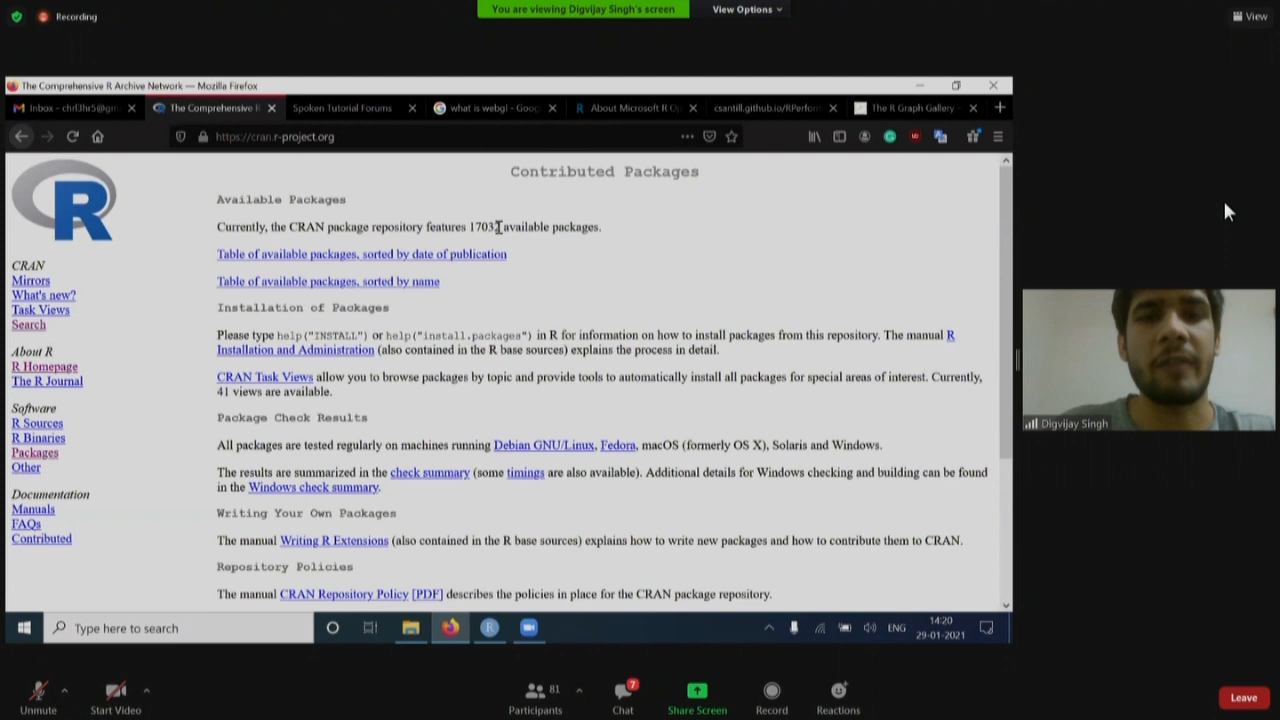 Recording
You are viewing Digvijay Singh's screen
View Options
View
The Comprehensive R Archive Network — Mozilla Firefox
Inbox - chrl3hr5@gm
The Comprehensive R
Spoken Tutorial Forums
what is webgl - Goo
About Microsoft R Op
csantill.github.io/RPerform
The R Graph Gallery
https://cran.r-project.org
Contributed Packages
Available Packages
Currently, the CRAN package repository features available packages.
Table of available packages, sorted by date of publication
Table of available packages, sorted by name
Installation of Packages
Please type help("INSTALL") or help("install.packages") in R for information on how to install packages from this repository. The manual R
Installation and Administration (also contained in the R base sources) explains the process in detail.
CRAN Task Views allow you to browse packages by topic and provide tools to automatically install all packages for special areas of interest. Currently,
41 views are available.
Package Check Results
All packages are tested regularly on machines running Debian GNU/Linux, Fedora, macOS (formerly OS X), Solaris and Windows.
The results are summarized in the check summary (some timings are also available). Additional details for Windows checking and building can be found
in the Windows check summary.
Writing Your Own Packages
The manual Writing R Extensions (also contained in the R base sources) explains how to write new packages and how to contribute them to CRAN.
Repository Policies
The manual CRAN Repository Policy [PDF] describes the policies in place for the CRAN package repository.
R
CRAN
Mirrors
What's new?
Task Views
Search
About R
R Homepage
The R Journal
Software
R Sources
R Binaries
Packages
Other
Documentation
Manuals
FAQs
Contributed
Digvijay Singh
Type here to search
ENG
14:20
29-01-2021
Unmute
Start Video
81
Participants
7
Chat
Share Screen
Record
Reactions
Leave